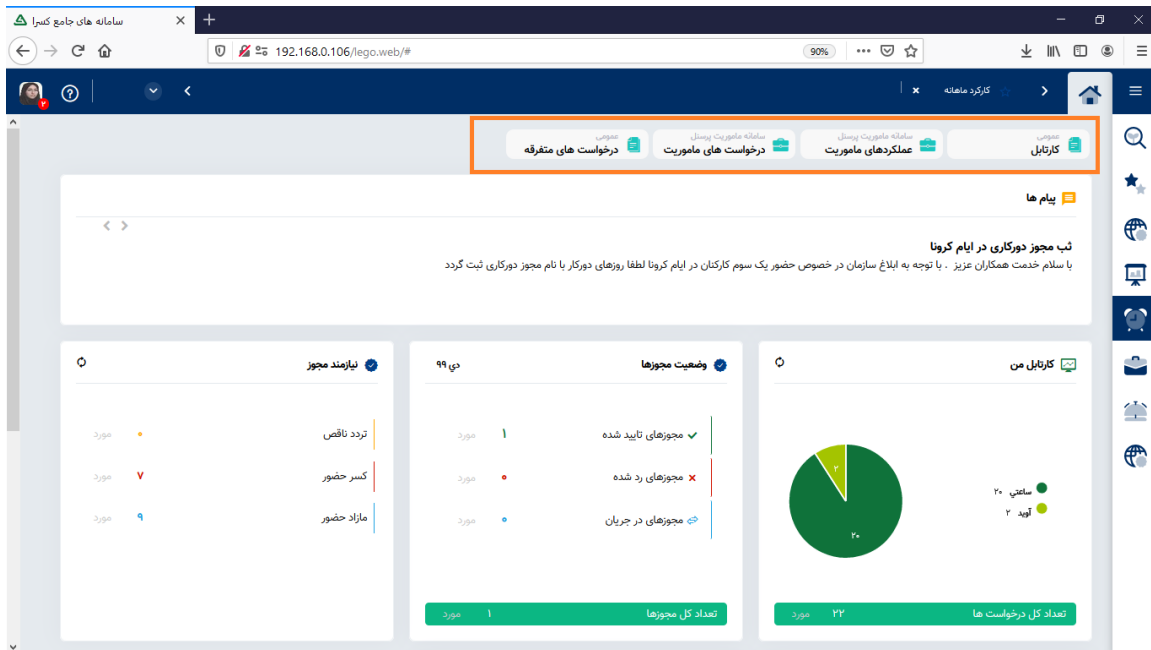 سامانه های جامع کسرا
192.168.0.106/lego.web/#
90%
کارکرد ماهانه
۲
عمومی
کارتابل
سامانه ماموریت پرسنل
عملکردهای ماموریت
سامانه ماموریت پرسنل
درخواست های ماموریت
عمومی
درخواست های متفرقه
پیام ها
ثب مجوز دورکاری در ایام کرونا
با سلام خدمت همکاران عزیز . با توجه به ابلاغ سازمان در خصوص حضور یک سوم کارکنان در ایام کرونا لطفا روزهای دورکار با نام مجوز دورکاری ثبت گردد
کارتابل من
۲
۲۰
ساعتي ۲۰
آوید ۲
تعداد کل درخواست ها ۲۲ مورد
وضعیت مجوزها دي ۹۹
مجوزهای تایید شده ۱ مورد
مجوزهای رد شده ۰ مورد
مجوزهای در جریان ۰ مورد
تعداد کل مجوزها ۱ مورد
نیازمند مجوز
تردد ناقص ۰ مورد
کسر حضور ۷ مورد
مازاد حضور ۹ مورد